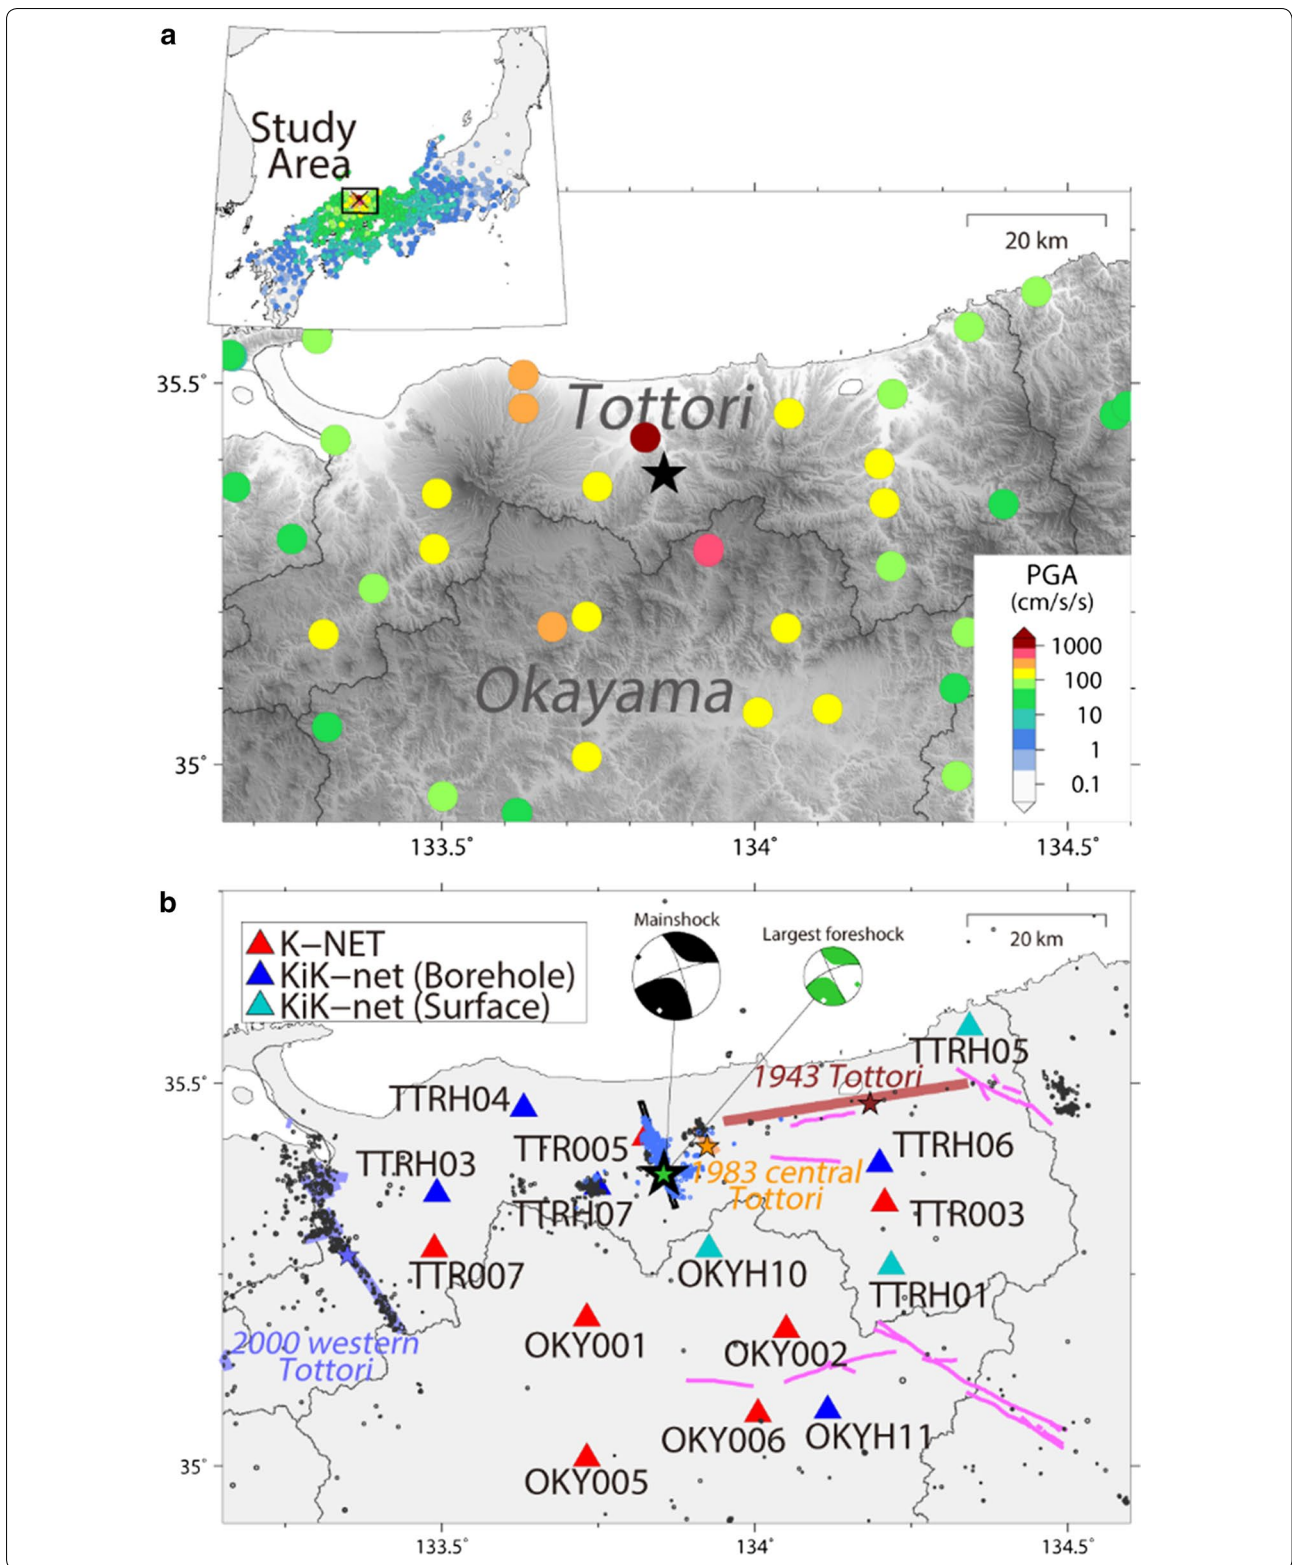 a
Study
Area
20 km
35.5°
Tottori
PGA
(cm/s/s)
1000
100
10
1
0.1
Okayama
35°
133.5°
134°
134.5°
b
Mainshock
Largest foreshock
K−NET
KiK−net (Borehole)
KiK−net (Surface)
20 km
TTRH05
1943 Tottori
35.5°
TTRH04
TTR005
TTRH06
TTRH03
1983 central
Tottori
TTRH07
TTR003
OKYH10
TTR007
TTRH01
2000 western
Tottori
OKY001
OKY002
OKY006
OKYH11
35°
OKY005
133.5°
134°
134.5°